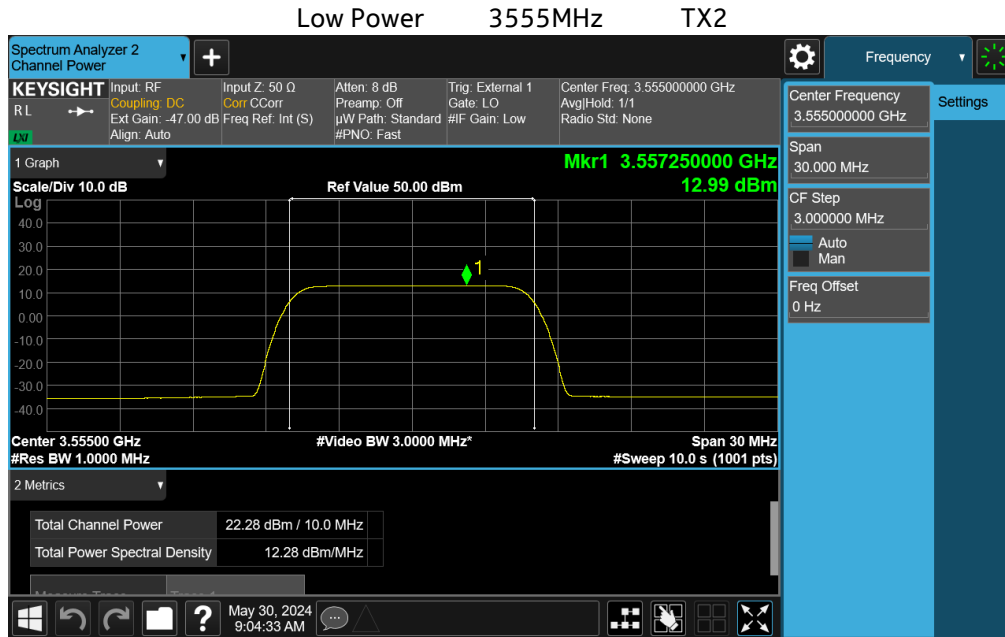 Low Power 3555MHz TX2
Spectrum Analyzer 2
Channel Power
Frequency
KEYSIGHT
R L
LXI
Input: RF
Coupling: DC
Ext Gain: -47.00 dB
Align: Auto
Input Z: 50 Ω
Corr CCorr
Freq Ref: Int (S)
Atten: 8 dB
Preamp: Off
µW Path: Standard
#PNO: Fast
Trig: External 1
Gate: LO
#IF Gain: Low
Center Freq: 3.555000000 GHz
Avg|Hold: 1/1
Radio Std: None
Center Frequency
3.555000000 GHz
Settings
Span
30.000 MHz
CF Step
3.000000 MHz
Auto
Man
Freq Offset
0 Hz
1 Graph
Mkr1 3.557250000 GHz
12.99 dBm
Scale/Div 10.0 dB
Ref Value 50.00 dBm
Log
40.0
30.0
20.0
10.0
0.00
-10.0
-20.0
-30.0
-40.0
1
Center 3.55500 GHz
#Video BW 3.0000 MHz*
Span 30 MHz
#Res BW 1.0000 MHz
#Sweep 10.0 s (1001 pts)
2 Metrics
Total Channel Power 22.28 dBm / 10.0 MHz
Total Power Spectral Density 12.28 dBm/MHz
?
May 30, 2024
9:04:33 AM